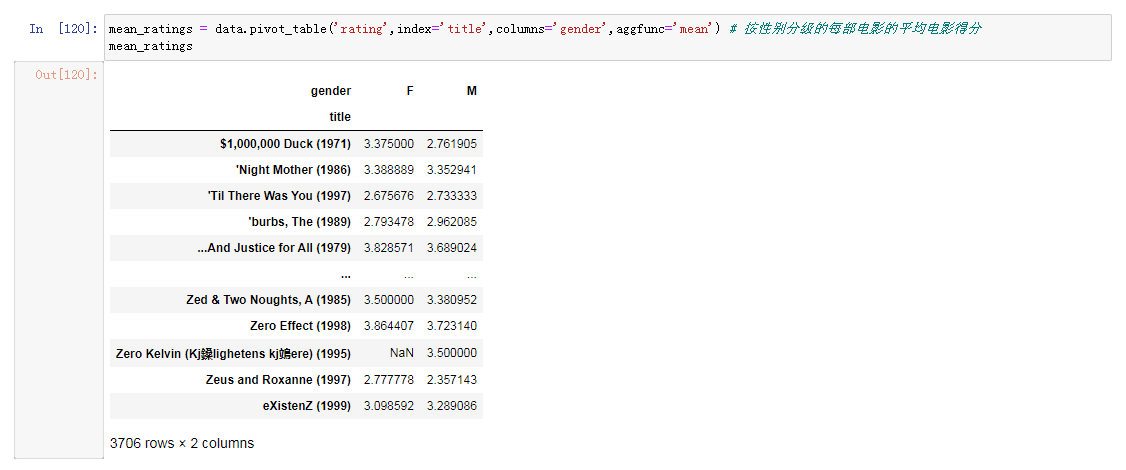 In [120]: mean_ratings = data.pivot_table('rating',index='title',columns='gender',aggfunc='mean') # 按性别分级的每部电影的平均电影得分
mean_ratings
Out[120]:
gender F M
title
$1,000,000 Duck (1971) 3.375000 2.761905
'Night Mother (1986) 3.388889 3.352941
'Til There Was You (1997) 2.675676 2.733333
'burbs, The (1989) 2.793478 2.962085
...And Justice for All (1979) 3.828571 3.689024
... ... ...
Zed & Two Noughts, A (1985) 3.500000 3.380952
Zero Effect (1998) 3.864407 3.723140
Zero Kelvin (Kj鎤lighetens kj鴗ere) (1995) NaN 3.500000
Zeus and Roxanne (1997) 2.777778 2.357143
eXistenZ (1999) 3.098592 3.289086
3706 rows × 2 columns